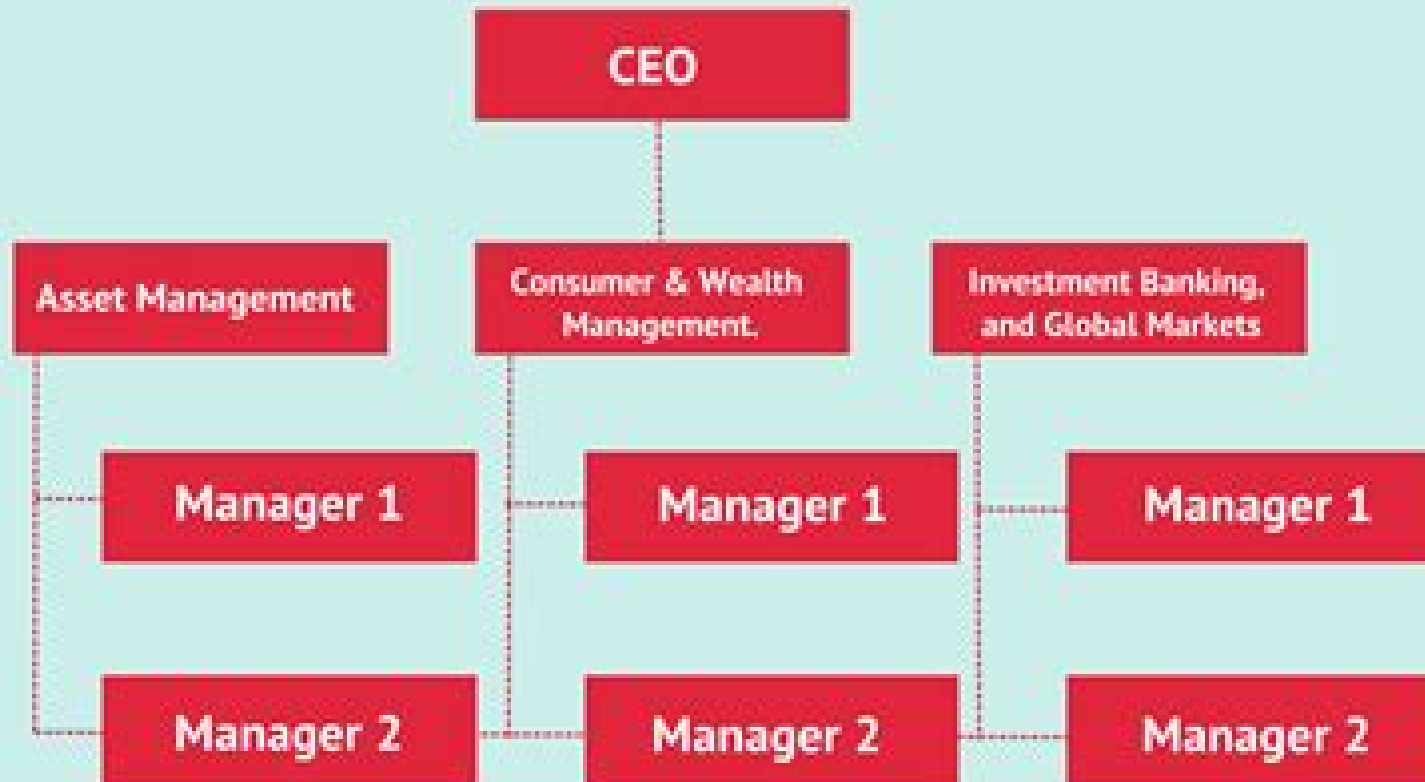 CEO
Asset Management
Consumer & Wealth
Management.
Investment Banking,
and Global Markets
Manager 1
Manager 1
Manager 1
Manager 2
Manager 2
Manager 2